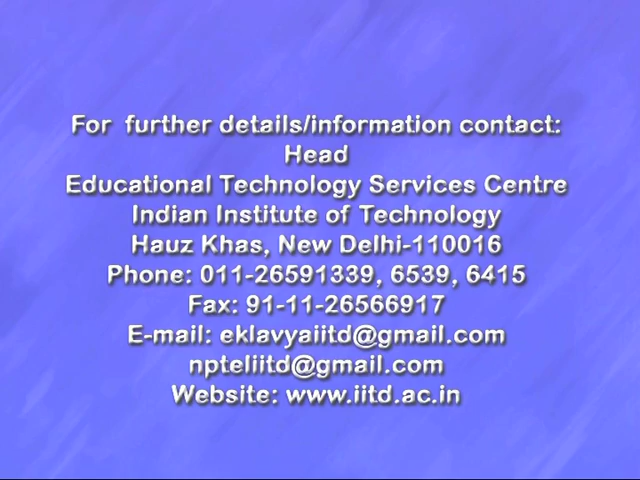 For  further details/information contact:
Head
Educational Technology Services Centre
Indian Institute of Technology
Hauz Khas, New Delhi-110016
Phone: 011-26591339, 6539, 6415
Fax: 91-11-26566917
E-mail: eklavyaiitd@gmail.com
npteliitd@gmail.com
Website: www.iitd.ac.in